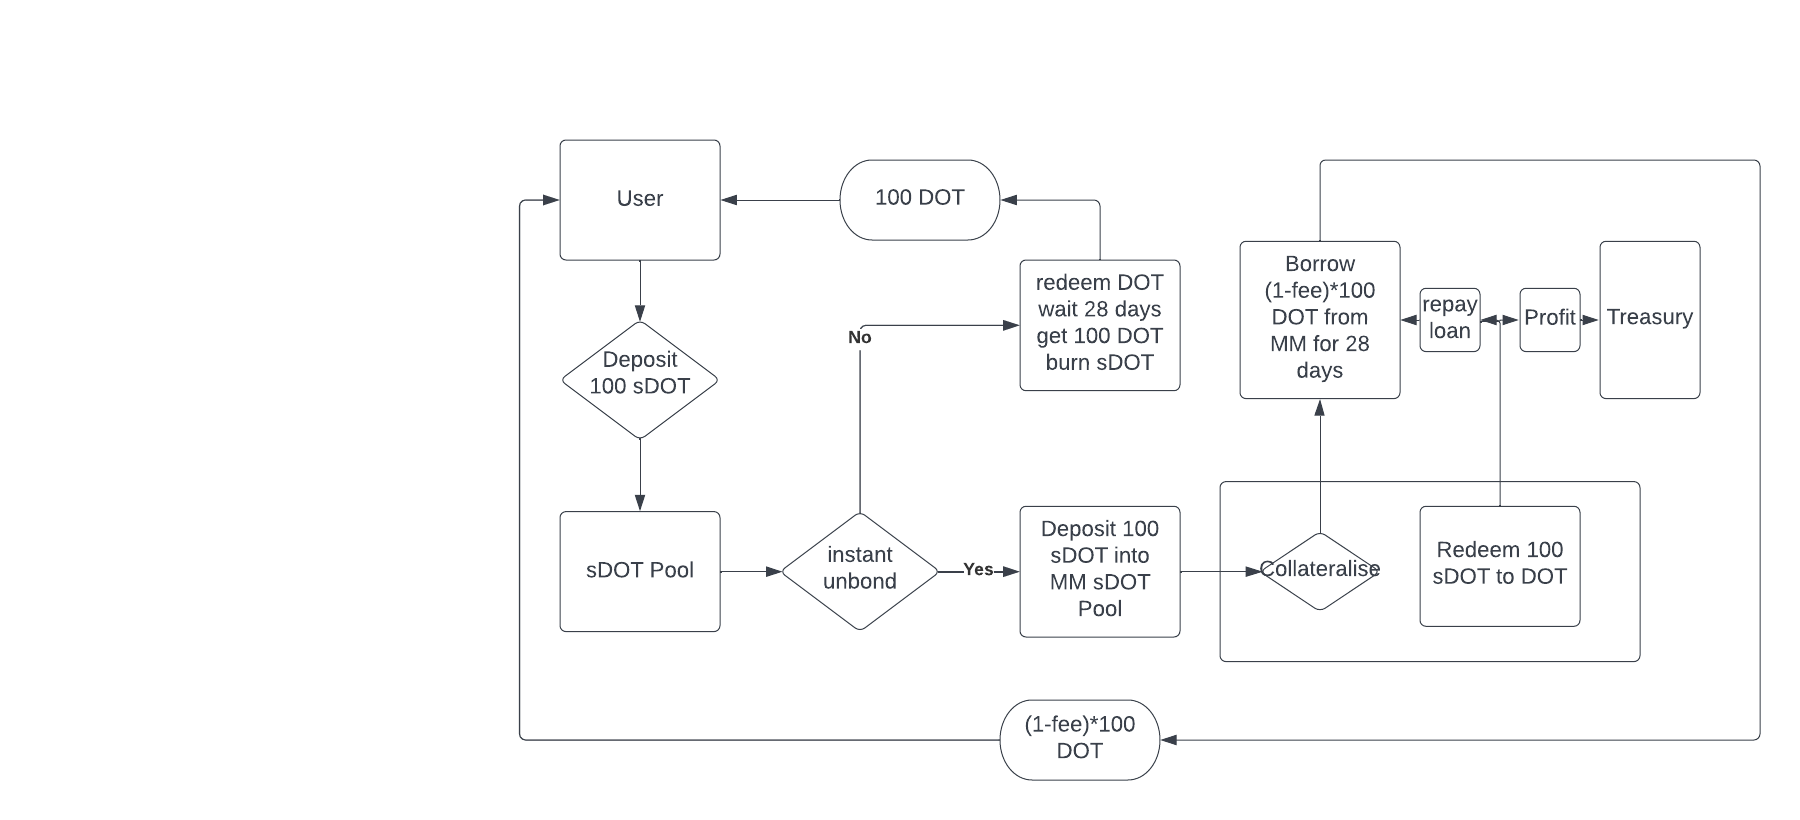 User
100 DOT
redeem DOT
wait 28 days
get 100 DOT
burn sDOT
Borrow
(1-fee)*100
DOT from
MM for 28
days
repay
loan
Profit
Treasury
No
Deposit
100 sDOT
sDOT Pool
instant
unbond
Yes
Deposit 100
sDOT into
MM sDOT
Pool
Collateralise
Redeem 100
sDOT to DOT
(1-fee)*100
DOT